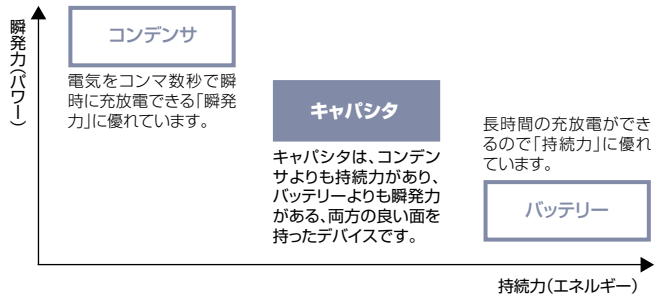 瞬発力(パワー)
コンデンサ
電気をコンマ数秒で瞬
時に充放電できる「瞬発
力」に優れています。
キャパシタ
キャパシタは、コンデン
サよりも持続力があり、
バッテリーよりも瞬発力
がある、両方の良い面を
持ったデバイスです。
長時間の充放電ができ
るので「持続力」に優れ
ています。
バッテリー
持続力(エネルギー)